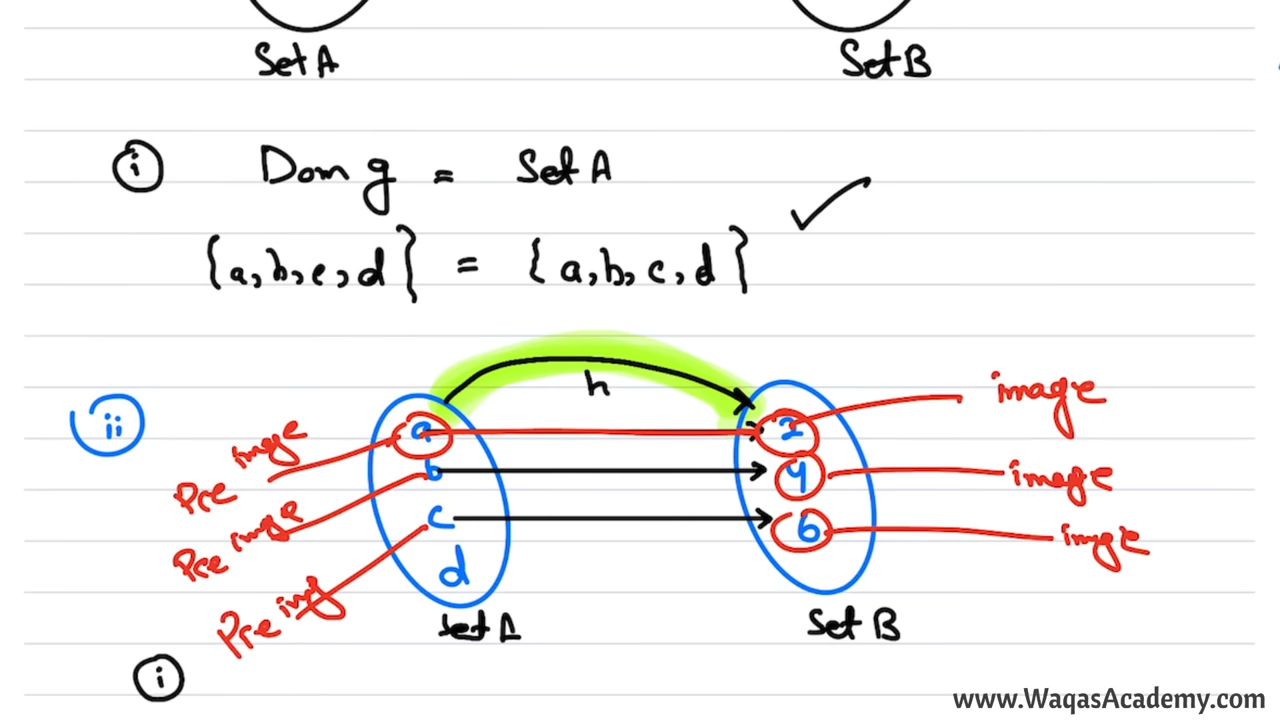 Set A Set B
i Dom g = Set A
{a, b, c, d} = {a, b, c, d}
h
ii image
Pre image a 2
b 4 image
Pre image c 6 imge
d
Pre img
Set A Set B
i
www.WaqasAcademy.com